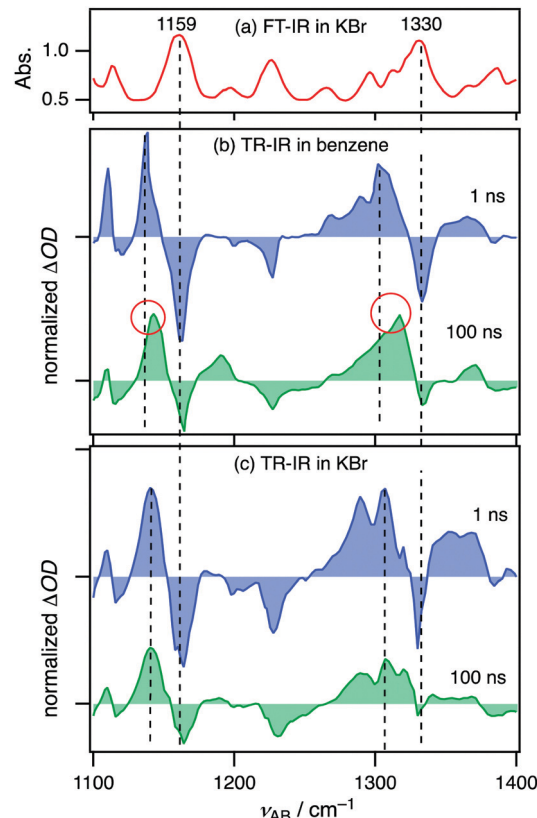 1159
1330
(a) FT-IR in KBr
Abs.
1.0
0.5
(b) TR-IR in benzene
1 ns
100 ns
normalized ΔOD
(c) TR-IR in KBr
1 ns
100 ns
normalized ΔOD
1100
1200
1300
1400
νAB / cm⁻¹